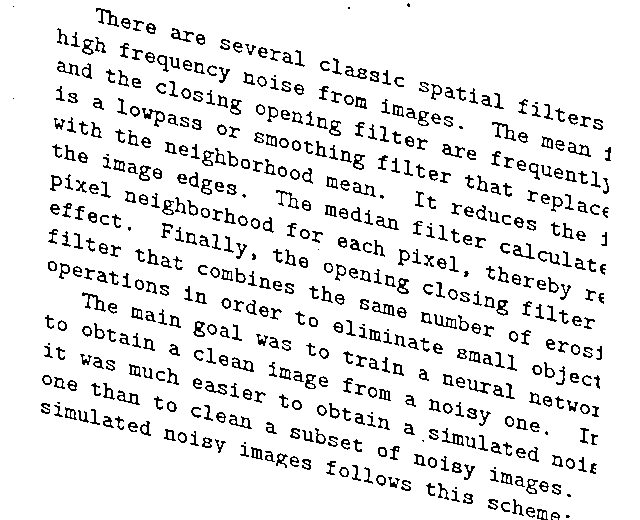 There are several classic spatial filters
high frequency noise from images. The mean
and the closing opening filter are frequently
is a lowpass or smoothing filter that replace
with the neighborhood mean. It reduces the
the image edges. The median filter calculate
pixel neighborhood for each pixel, thereby re
effect. Finally, the opening closing filter
filter that combines the same number of erosi
operations in order to eliminate small object
The main goal was to train a neural networ
to obtain a clean image from a noisy one. In
it was much easier to obtain a simulated nois
one than to clean a subset of noisy images.
simulated noisy images follows this scheme: